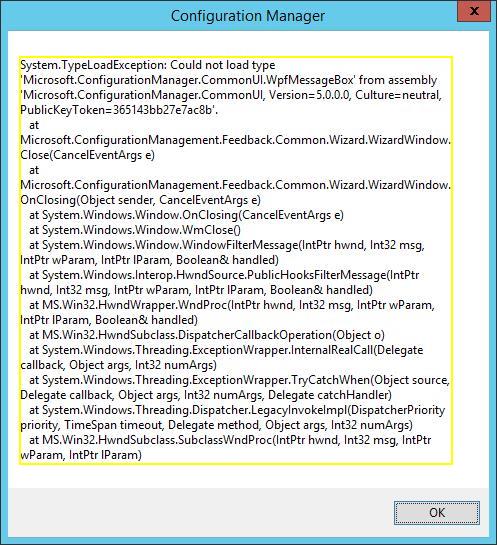 Configuration Manager
x
System.TypeLoadException: Could not load type
'Microsoft.ConfigurationManager.CommonUI.WpfMessageBox' from assembly
'Microsoft.ConfigurationManager.CommonUI, Version=5.0.0.0, Culture=neutral,
PublicKeyToken=365143bb27e7ac8b'.
at
Microsoft.ConfigurationManagement.Feedback.Common.Wizard.WizardWindow.
Close(CancelEventArgs e)
at
Microsoft.ConfigurationManagement.Feedback.Common.Wizard.WizardWindow.
OnClosing(Object sender, CancelEventArgs e)
at System.Windows.Window.OnClosing(CancelEventArgs e)
at System.Windows.Window.WmClose()
at System.Windows.Window.WindowFilterMessage(IntPtr hwnd, Int32 msg,
IntPtr wParam, IntPtr lParam, Boolean& handled)
at System.Windows.Interop.HwndSource.PublicHooksFilterMessage(IntPtr
hwnd, Int32 msg, IntPtr wParam, IntPtr lParam, Boolean& handled)
at MS.Win32.HwndWrapper.WndProc(IntPtr hwnd, Int32 msg, IntPtr wParam,
IntPtr lParam, Boolean& handled)
at MS.Win32.HwndSubclass.DispatcherCallbackOperation(Object o)
at System.Windows.Threading.ExceptionWrapper.InternalRealCall(Delegate
callback, Object args, Int32 numArgs)
at System.Windows.Threading.ExceptionWrapper.TryCatchWhen(Object source,
Delegate callback, Object args, Int32 numArgs, Delegate catchHandler)
at System.Windows.Threading.Dispatcher.LegacyInvokeImpl(DispatcherPriority
priority, TimeSpan timeout, Delegate method, Object args, Int32 numArgs)
at MS.Win32.HwndSubclass.SubclassWndProc(IntPtr hwnd, Int32 msg, IntPtr
wParam, IntPtr lParam)
OK